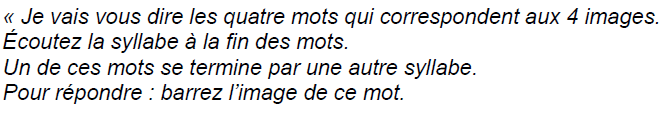 « Je vais vous dire les quatre mots qui correspondent aux 4 images.
Écoutez la syllabe à la fin des mots.
Un de ces mots se termine par une autre syllabe.
Pour répondre : barrez l’image de ce mot.